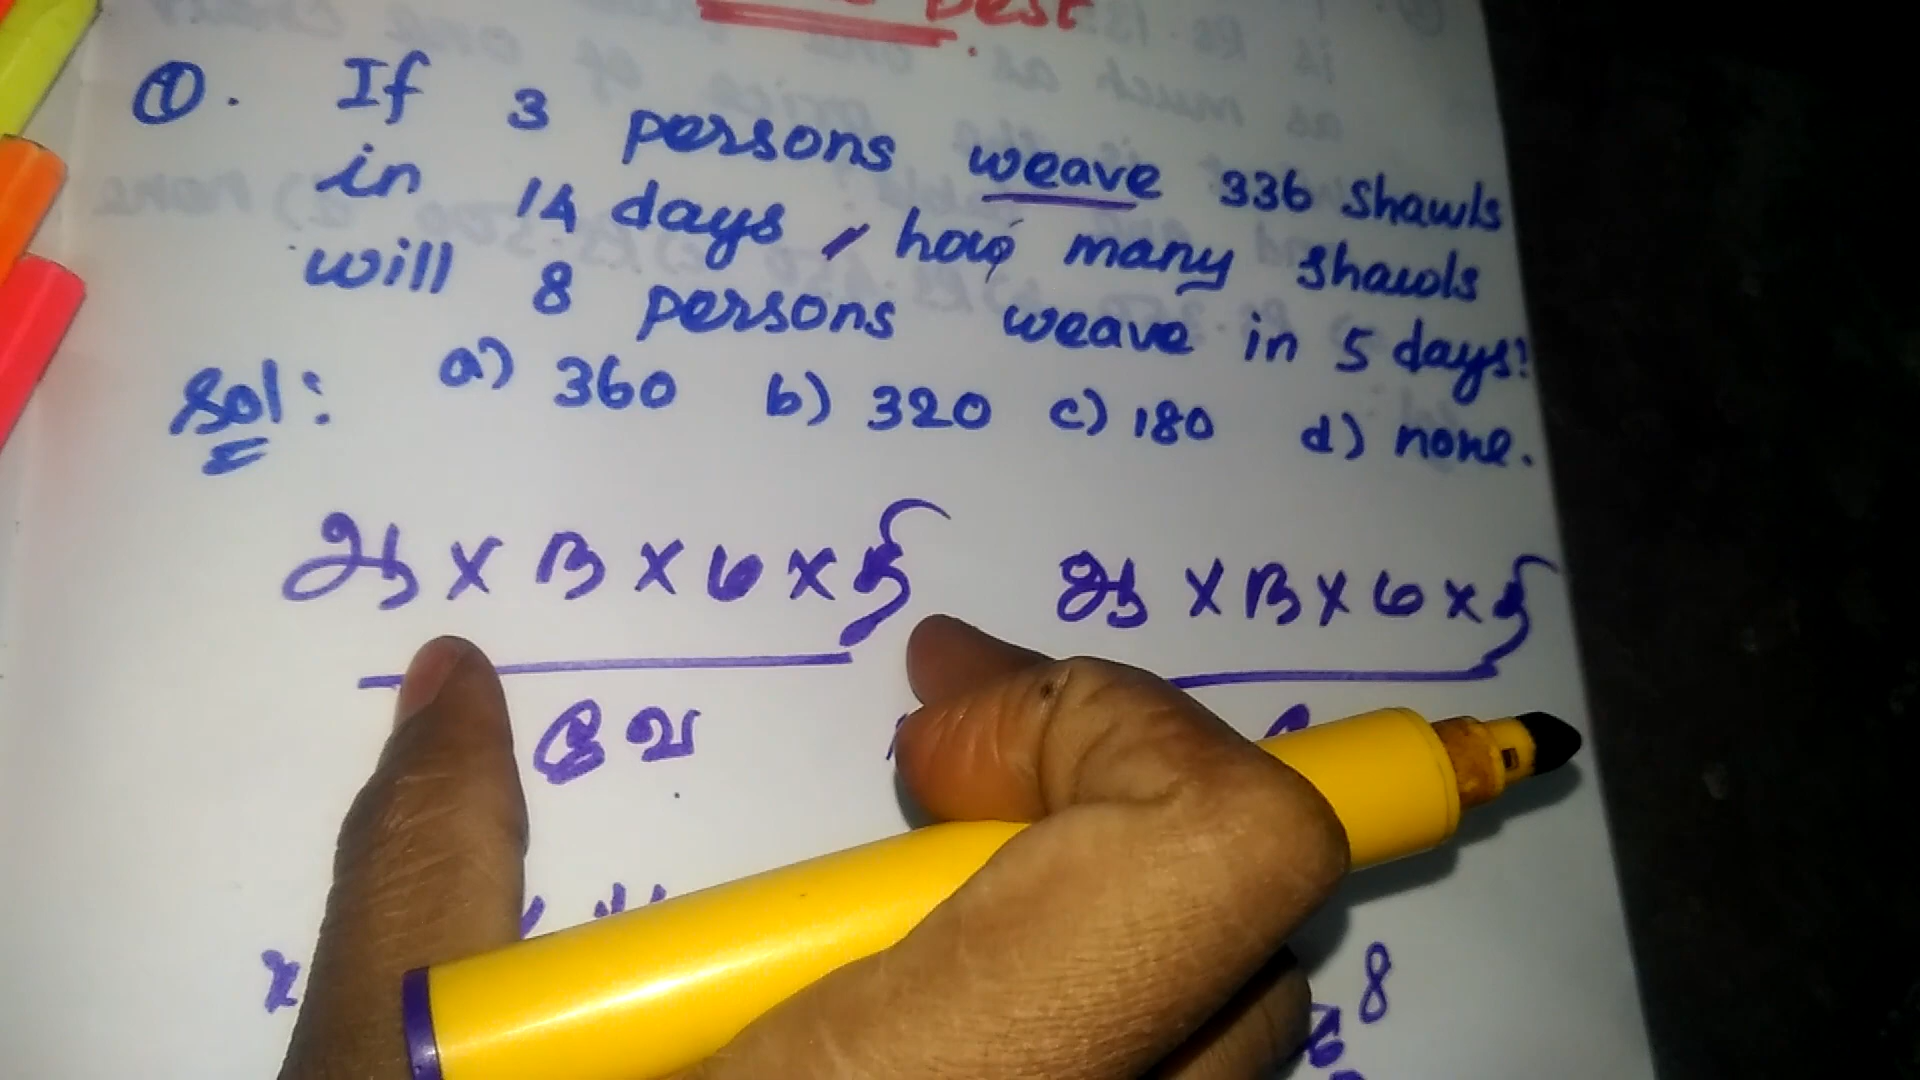 Best.
1. If 3 persons weave 336 shawls
in 14 days, how many shawls
will 8 persons weave in 5 days?
Sol: a) 360 b) 320 c) 180 d) none.
ஆ x நா x ம x நி ஆ x நா x ம x நி
வே
x
8